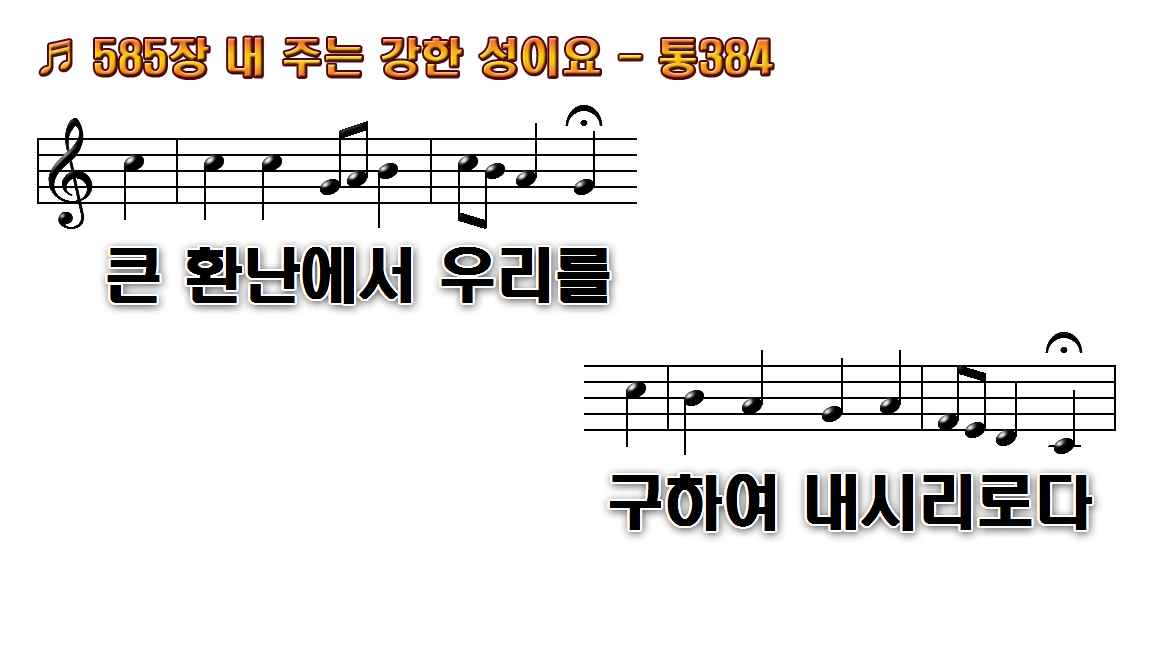 ♬ 585장 내 주는 강한 성이요 - 통384
큰 환난에서 우리를
구하여 내시리로다